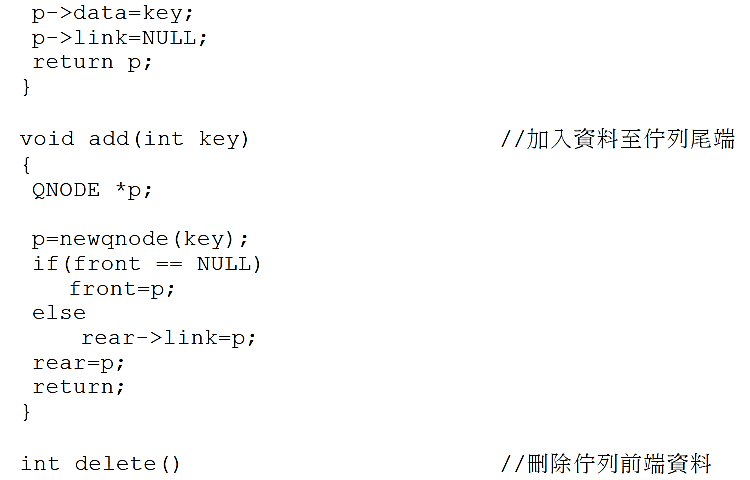 p->data=key;
p->link=NULL;
return p;
}
void add(int key) //加入資料至佇列尾端
{
QNODE *p;
p=newqnode(key);
if(front == NULL)
front=p;
else
rear->link=p;
rear=p;
return;
}
int delete() //刪除佇列前端資料